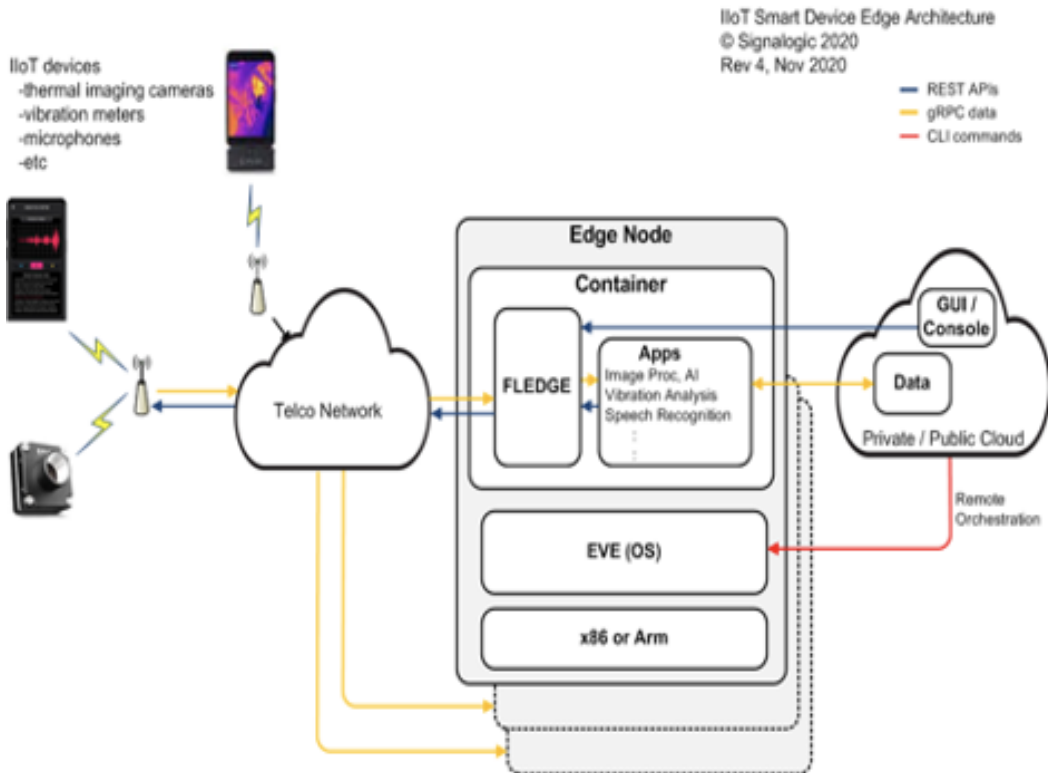 IIoT Smart Device Edge Architecture
© Signalogic 2020
Rev 4, Nov 2020
REST APIs
gRPC data
CLI commands
IIoT devices
-thermal imaging cameras
-vibration meters
-microphones
-etc
Edge Node
Container
FLEDGE
Apps
Image Proc, AI
Vibration Analysis
Speech Recognition
:
:
GUI /
Console
Data
Private / Public Cloud
Telco Network
Remote
Orchestration
EVE (OS)
x86 or Arm